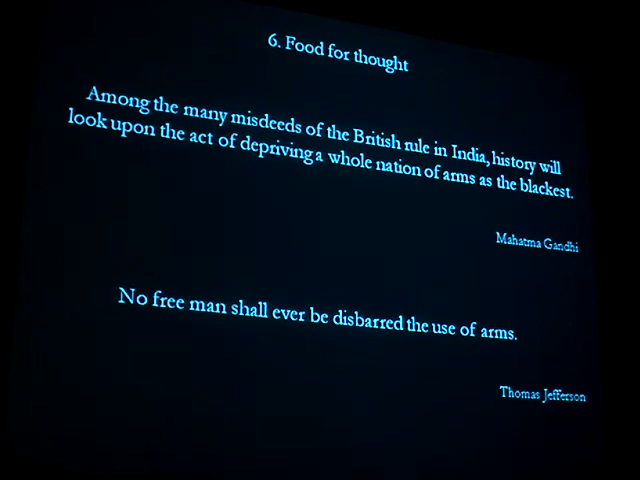 6. Food for thought
Among the many misdeeds of the British rule in India, history will
look upon the act of depriving a whole nation of arms as the blackest.
Mahatma Gandhi
No free man shall ever be disbarred the use of arms.
Thomas Jefferson